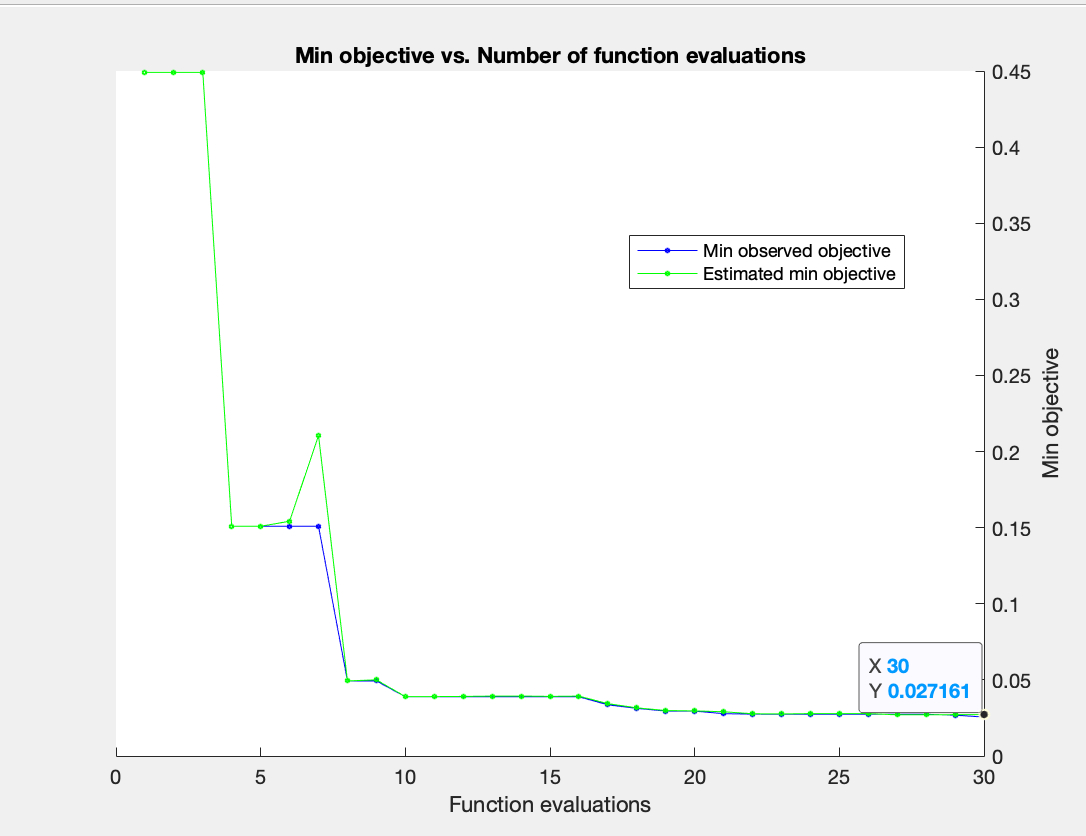 Min objective vs. Number of function evaluations
0.45
0.4
0.35
Min observed objective
Estimated min objective
0.3
0.25
Min objective
0.2
0.15
0.1
X 30
Y 0.027161
0.05
0
0 5 10 15 20 25 30
Function evaluations